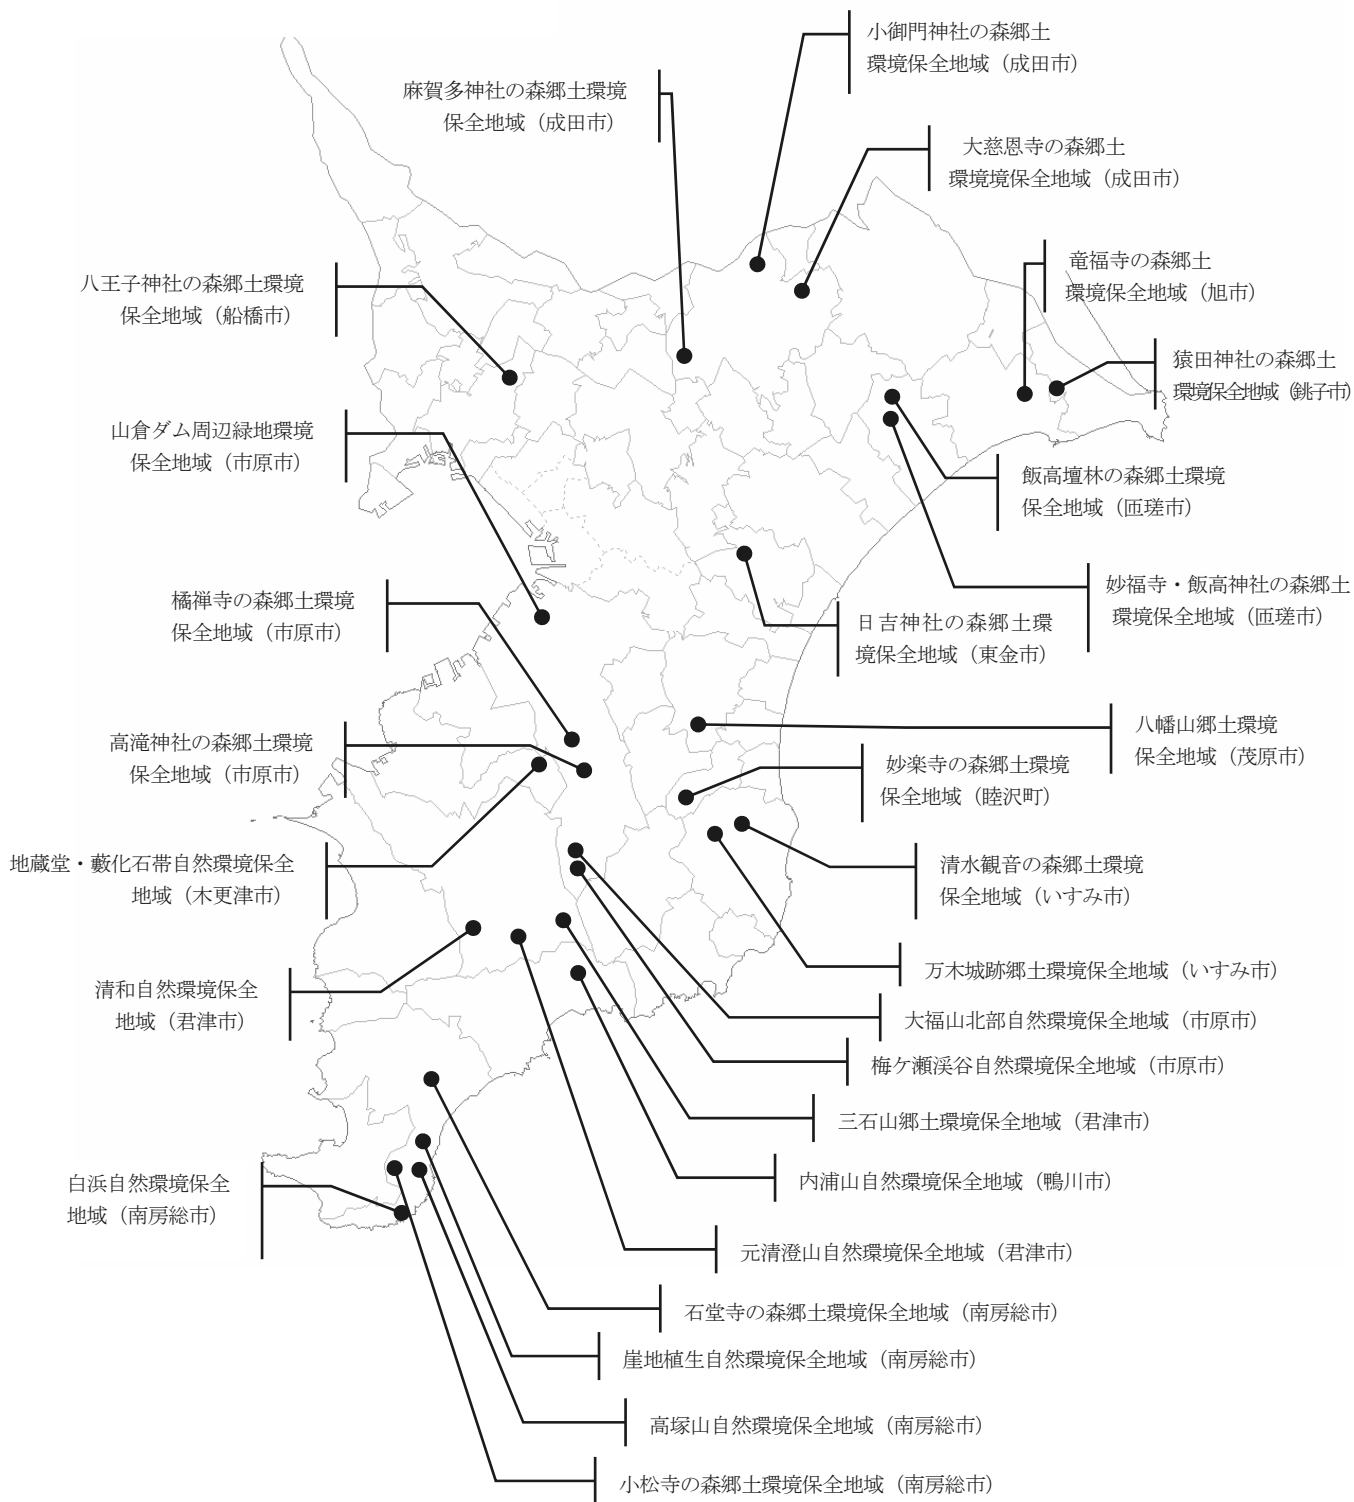 小御門神社の森郷土
環境保全地域（成田市）
麻賀多神社の森郷土環境
保全地域（成田市）
大慈恩寺の森郷土
環境境保全地域（成田市）
竜福寺の森郷土
環境保全地域（旭市）
八王子神社の森郷土環境
保全地域（船橋市）
猿田神社の森郷土
環境保全地域（銚子市）
山倉ダム周辺緑地環境
保全地域（市原市）
飯高壇林の森郷土環境
保全地域（匝瑳市）
妙福寺・飯高神社の森郷土
環境保全地域（匝瑳市）
橘禅寺の森郷土環境
保全地域（市原市）
日吉神社の森郷土環
境保全地域（東金市）
高滝神社の森郷土環境
保全地域（市原市）
八幡山郷土環境
保全地域（茂原市）
妙楽寺の森郷土環境
保全地域（睦沢町）
地蔵堂・藪化石帯自然環境保全
地域（木更津市）
清水観音の森郷土環境
保全地域（いすみ市）
万木城跡郷土環境保全地域（いすみ市）
清和自然環境保全
地域（君津市）
大福山北部自然環境保全地域（市原市）
梅ケ瀬渓谷自然環境保全地域（市原市）
三石山郷土環境保全地域（君津市）
内浦山自然環境保全地域（鴨川市）
白浜自然環境保全
地域（南房総市）
元清澄山自然環境保全地域（君津市）
石堂寺の森郷土環境保全地域（南房総市）
崖地植生自然環境保全地域（南房総市）
高塚山自然環境保全地域（南房総市）
小松寺の森郷土環境保全地域（南房総市）